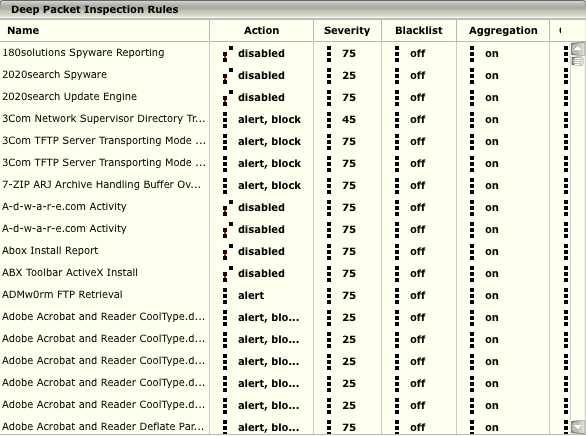 Deep Packet Inspection Rules
Name Action Severity Blacklist Aggregation
180solutions Spyware Reporting disabled 75 off on
2020search Spyware disabled 25 off on
2020search Update Engine disabled 75 off on
3Com Network Supervisor Directory Tr... alert, block 45 off on
3Com TFTP Server Transporting Mode ... alert, block 75 off on
3Com TFTP Server Transporting Mode ... alert, block 75 off on
7-ZIP ARJ Archive Handling Buffer Ov... alert, block 75 off on
A-d-w-a-r-e.com Activity disabled 75 off on
A-d-w-a-r-e.com Activity disabled 75 off on
Abox Install Report disabled 75 off on
ABX Toolbar ActiveX Install disabled 75 off on
ADMw0rm FTP Retrieval alert 75 off on
Adobe Acrobat and Reader CoolType.d... alert, blo... 25 off on
Adobe Acrobat and Reader CoolType.d... alert, blo... 25 off on
Adobe Acrobat and Reader CoolType.d... alert, blo... 25 off on
Adobe Acrobat and Reader CoolType.d... alert, blo... 25 off on
Adobe Acrobat and Reader CoolType.d... alert, blo... 25 off on
Adobe Acrobat and Reader Deflate Par... alert, blo... 75 off on